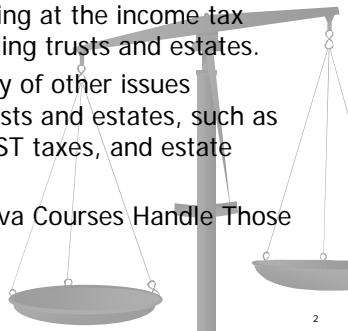 ing at the income tax
ling trusts and estates.
y of other issues
sts and estates, such as
ST taxes, and estate
va Courses Handle Those
2